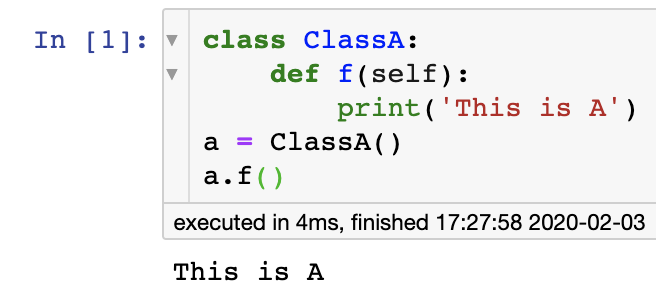 In [1]:
class ClassA:
    def f(self):
        print('This is A')
a = ClassA()
a.f()
executed in 4ms, finished 17:27:58 2020-02-03
This is A